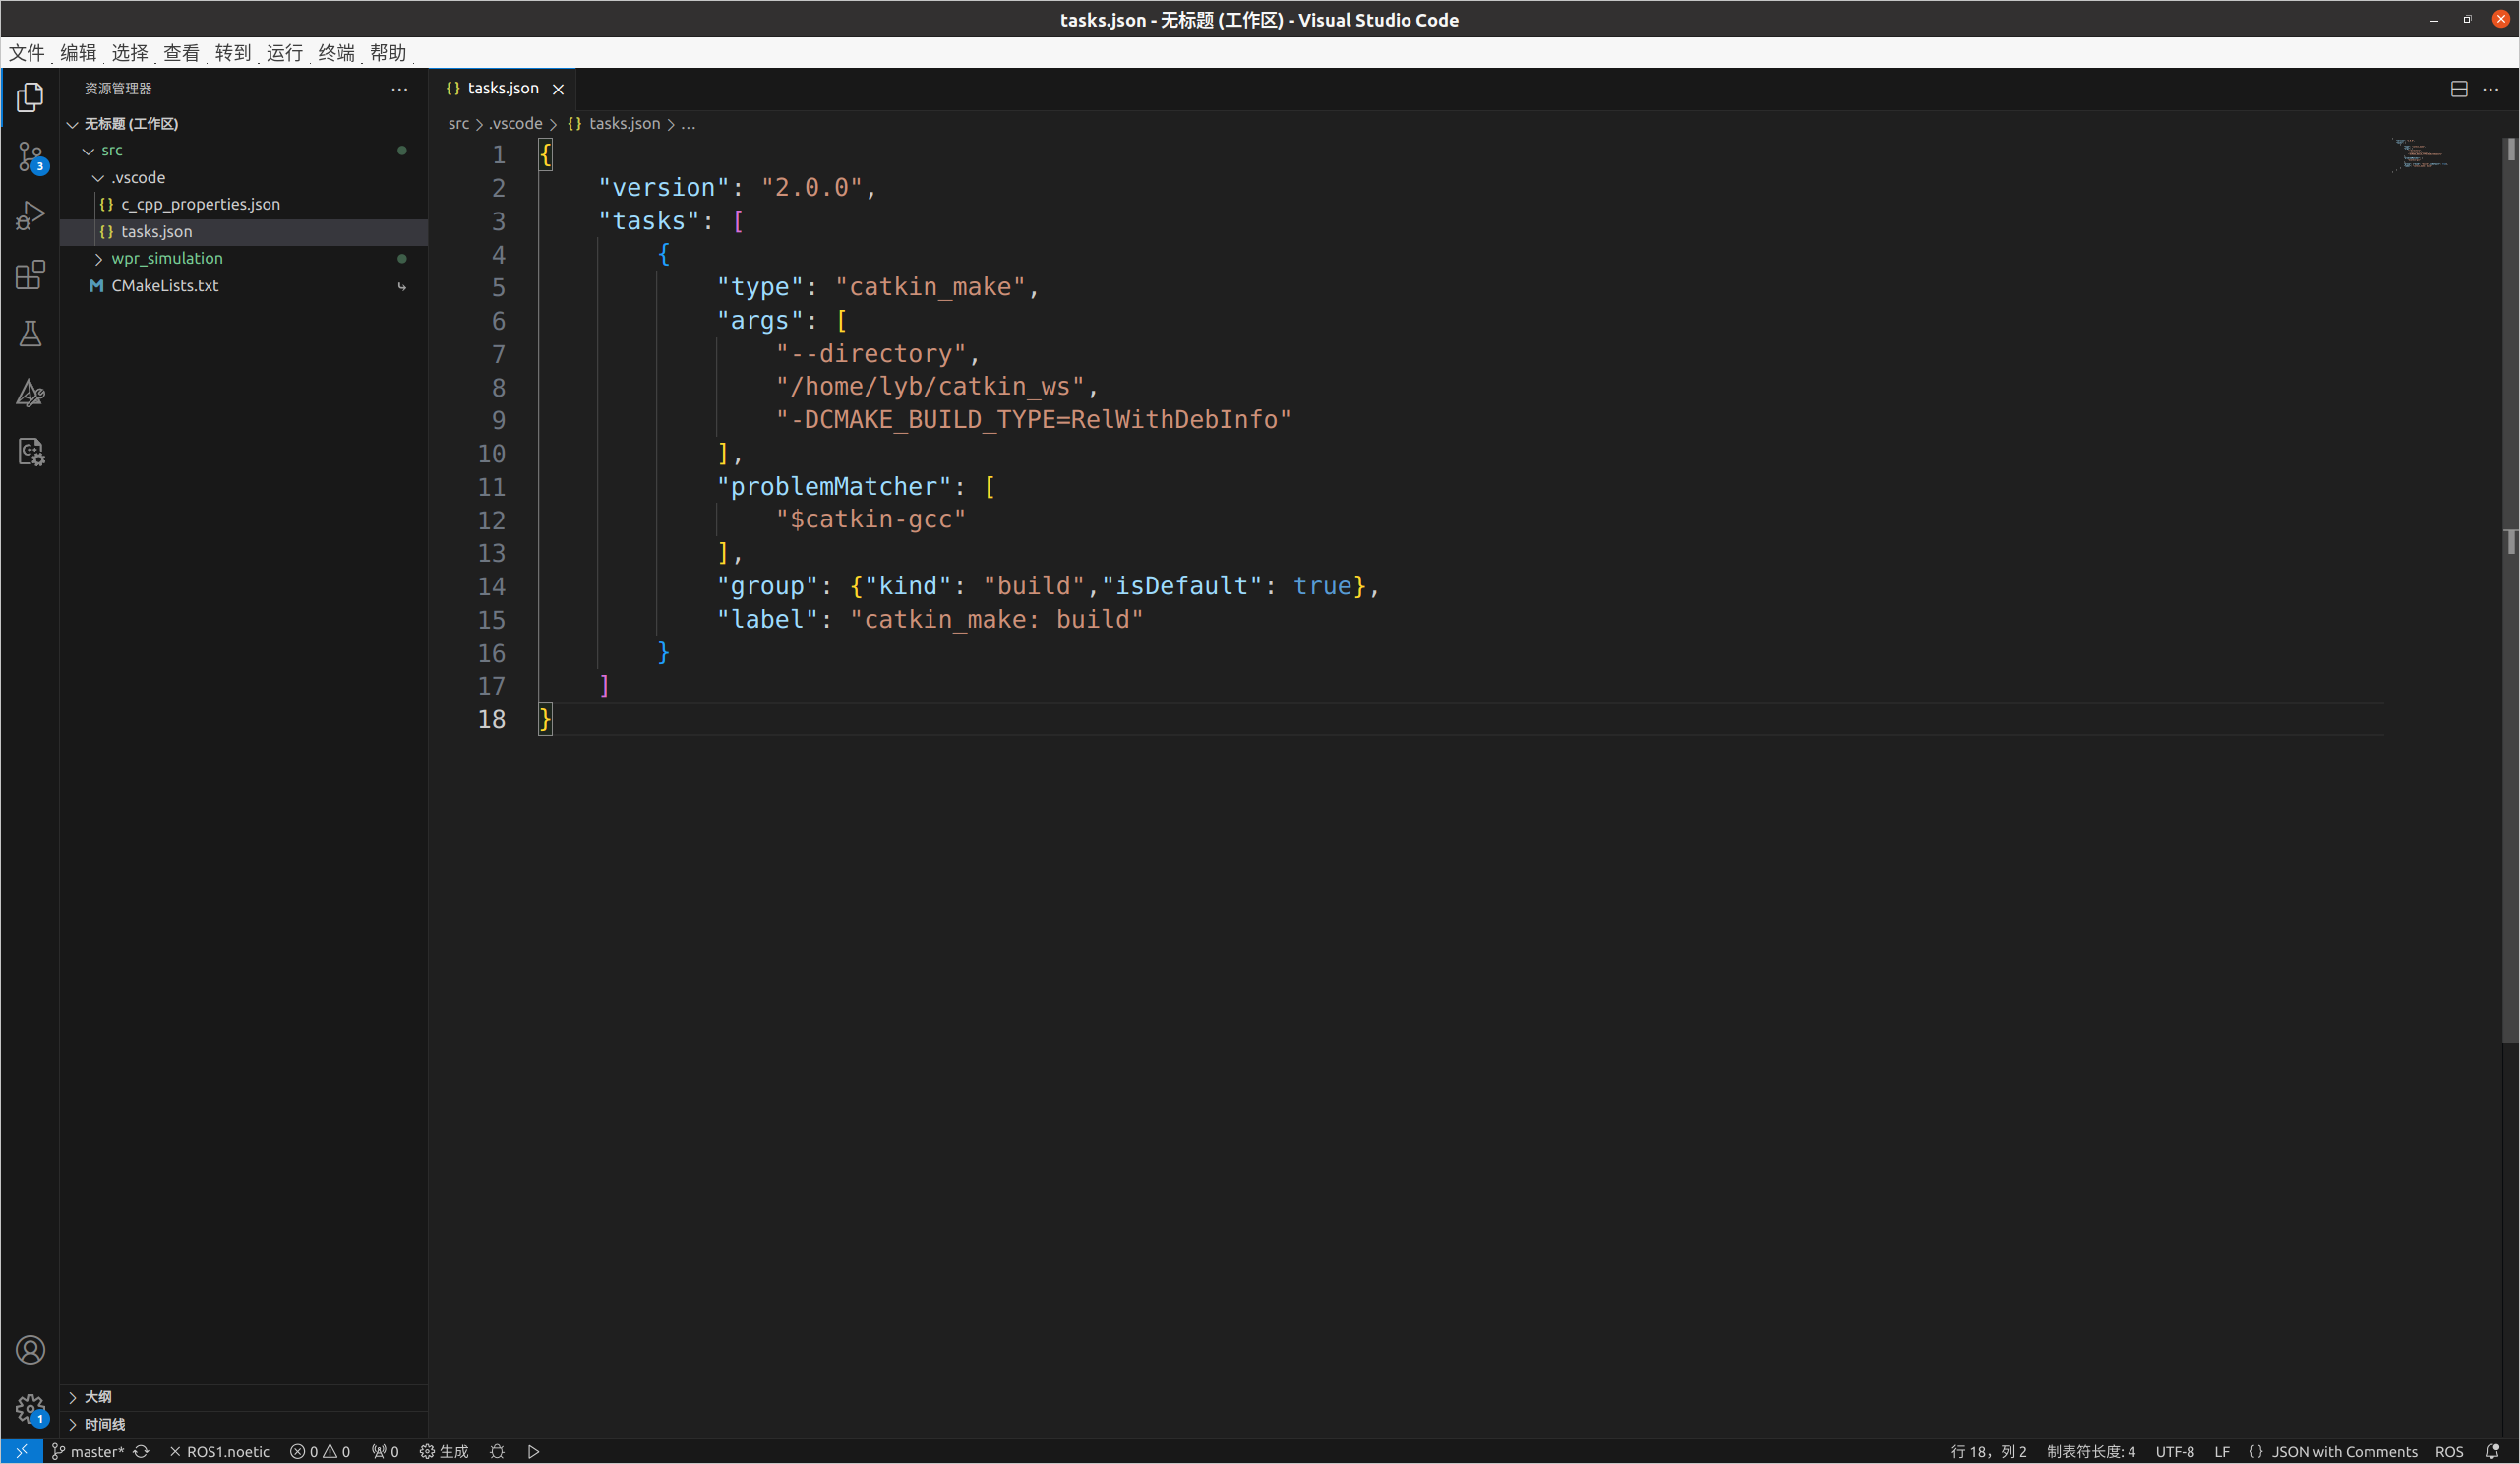 tasks.json - 无标题 (工作区) - Visual Studio Code
文件 编辑 选择 查看 转到 运行 终端 帮助
资源管理器
无标题 (工作区)
src
.vscode
{} c_cpp_properties.json
{} tasks.json
wpr_simulation
M CMakeLists.txt
3
大纲
时间线
1
{} tasks.json
src > .vscode > {} tasks.json > ...
1 {
2 "version": "2.0.0",
3 "tasks": [
4 {
5 "type": "catkin_make",
6 "args": [
7 "--directory",
8 "/home/lyb/catkin_ws",
9 "-DCMAKE_BUILD_TYPE=RelWithDebInfo"
10 ],
11 "problemMatcher": [
12 "$catkin-gcc"
13 ],
14 "group": {"kind": "build","isDefault": true},
15 "label": "catkin_make: build"
16 }
17 ]
18 }
master* ROS1.noetic 0 0 0 生成 行 18，列 2 制表符长度: 4 UTF-8 LF {} JSON with Comments ROS